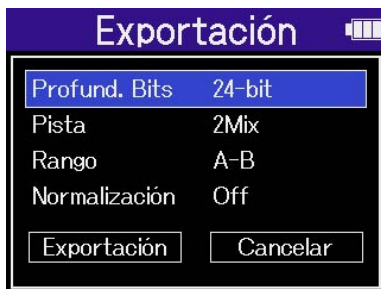 Exportación
Profund. Bits 24-bit
Pista 2Mix
Rango A-B
Normalización Off
Exportación Cancelar